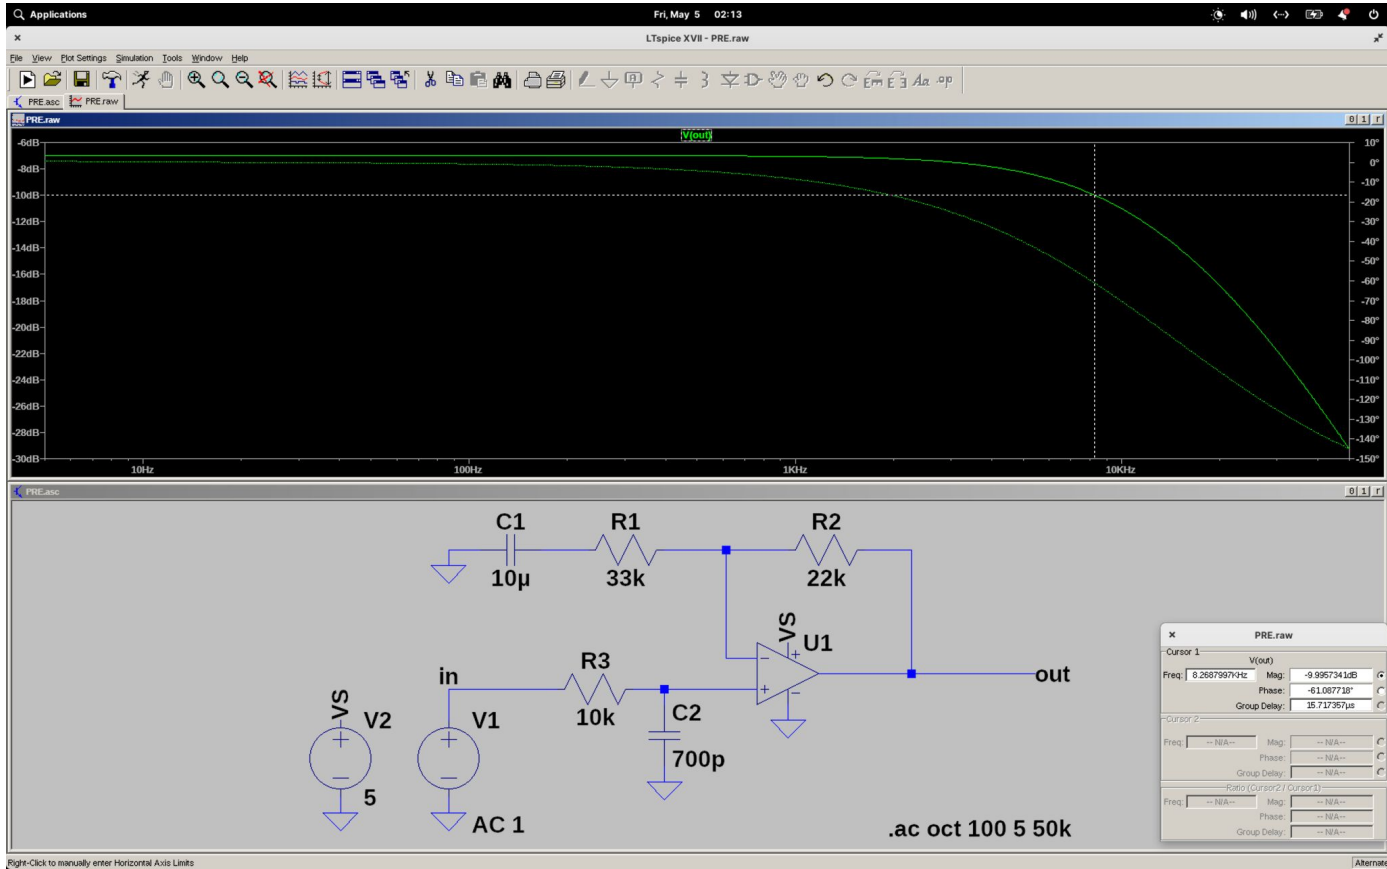 Applications
Fri, May 5 02:13
LTspice XVII - PRE.raw
File View Plot Settings Simulation Tools Window Help
PRE.asc PRE.raw
PRE.raw
V(out)
-6dB
-8dB
-10dB
-12dB
-14dB
-16dB
-18dB
-20dB
-22dB
-24dB
-26dB
-28dB
-30dB
10°
0°
-10°
-20°
-30°
-40°
-50°
-60°
-70°
-80°
-90°
-100°
-110°
-120°
-130°
-140°
-150°
10Hz 100Hz 1KHz 10KHz
PRE.asc
C1 R1 R2
10µ 33k 22k
VS U1
in R3 out
VS V2 V1 10k C2
700p
5
AC 1
.ac oct 100 5 50k
PRE.raw
Cursor 1
V(out)
Freq: 8.2687997KHz Mag: -9.9957341dB
Phase: -61.087718°
Group Delay: 15.717357µs
Cursor 2
Freq: -- N/A-- Mag: -- N/A--
Phase: -- N/A--
Group Delay: -- N/A--
Ratio (Cursor2 / Cursor1)
Freq: -- N/A-- Mag: -- N/A--
Phase: -- N/A--
Group Delay: -- N/A--
Right-Click to manually enter Horizontal Axis Limits
Alternate